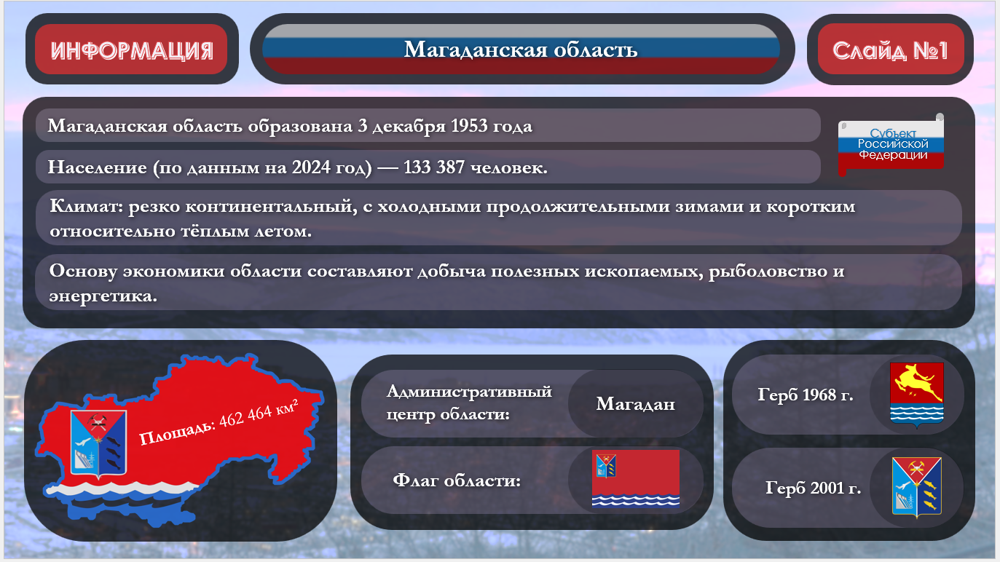 ИНФОРМАЦИЯ
Магаданская область
Слайд №1
Магаданская область образована 3 декабря 1953 года
Население (по данным на 2024 год) — 133 387 человек.
Субъект
Российской
Федерации
Климат: резко континентальный, с холодными продолжительными зимами и коротким
относительно тёплым летом.
Основу экономики области составляют добыча полезных ископаемых, рыболовство и
энергетика.
Площадь: 462 464 км²
Административный
центр области:
Магадан
Флаг области:
Герб 1968 г.
Герб 2001 г.